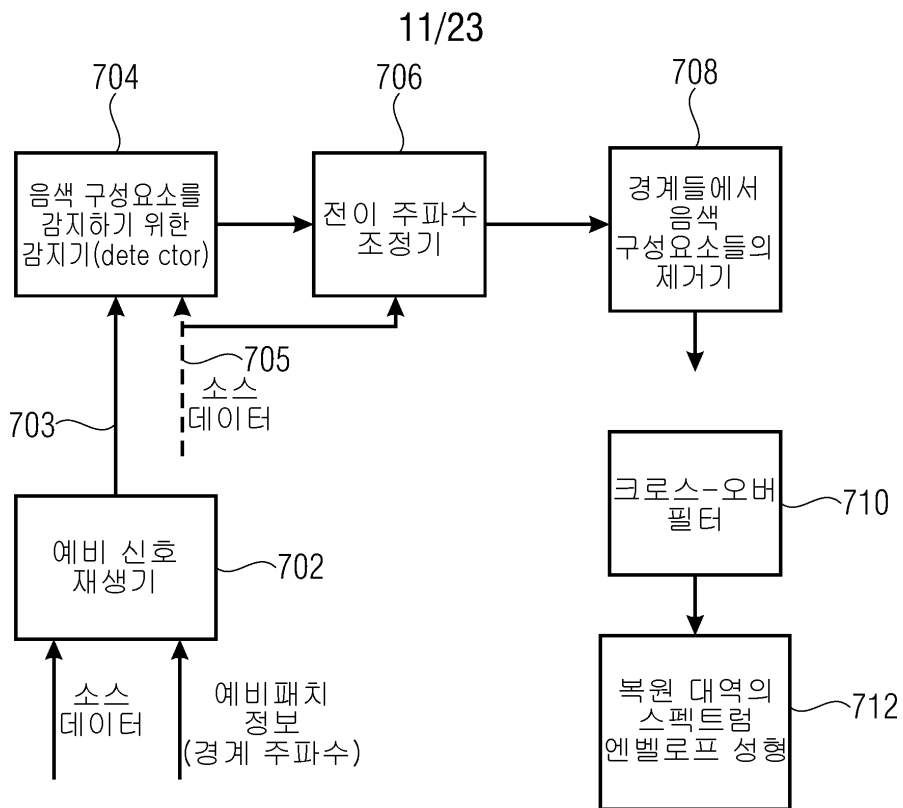 11/23
704
706
708
음색 구성요소를
감지하기 위한
감지기(dete ctor)
전이 주파수
조정기
경계들에서
음색
구성요소들의
제거기
705
소스
데이터
703
예비 신호
재생기
702
크로스-오버
필터
710
소스
데이터
예비패치
정보
(경계 주파수)
복원 대역의
스펙트럼
엔벨로프 성형
712